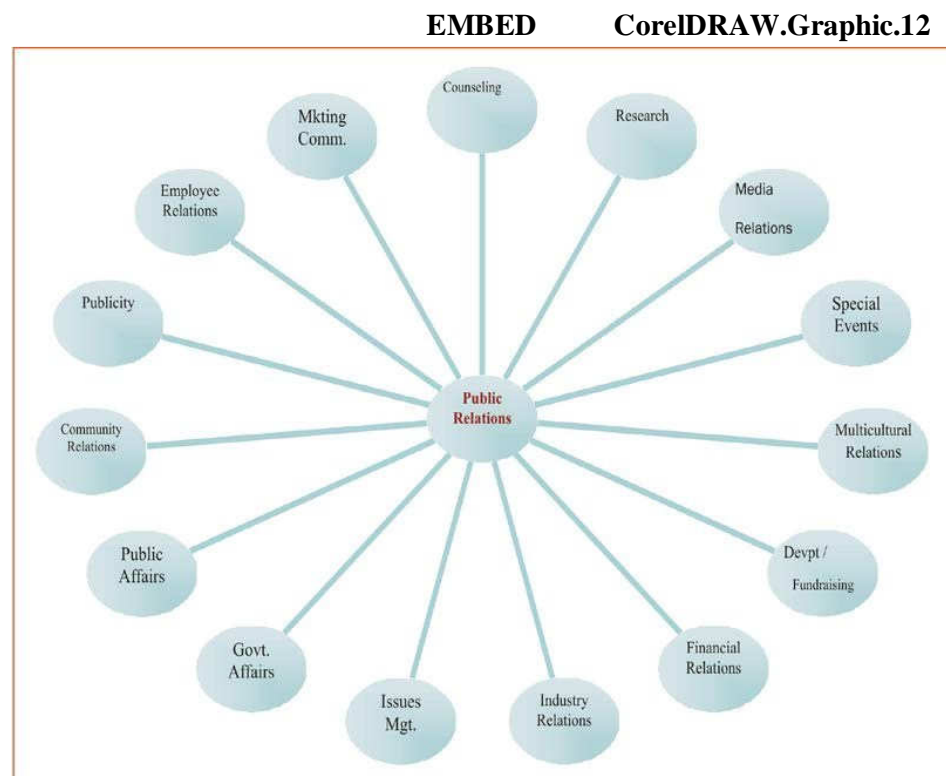 EMBED CorelDRAW.Graphic.12
Counseling
Research
Media
Relations
Special
Events
Multicultural
Relations
Devpt /
Fundraising
Financial
Relations
Industry
Relations
Issues
Mgt.
Govt.
Affairs
Public
Affairs
Community
Relations
Publicity
Employee
Relations
Mkting
Comm.
Public
Relations